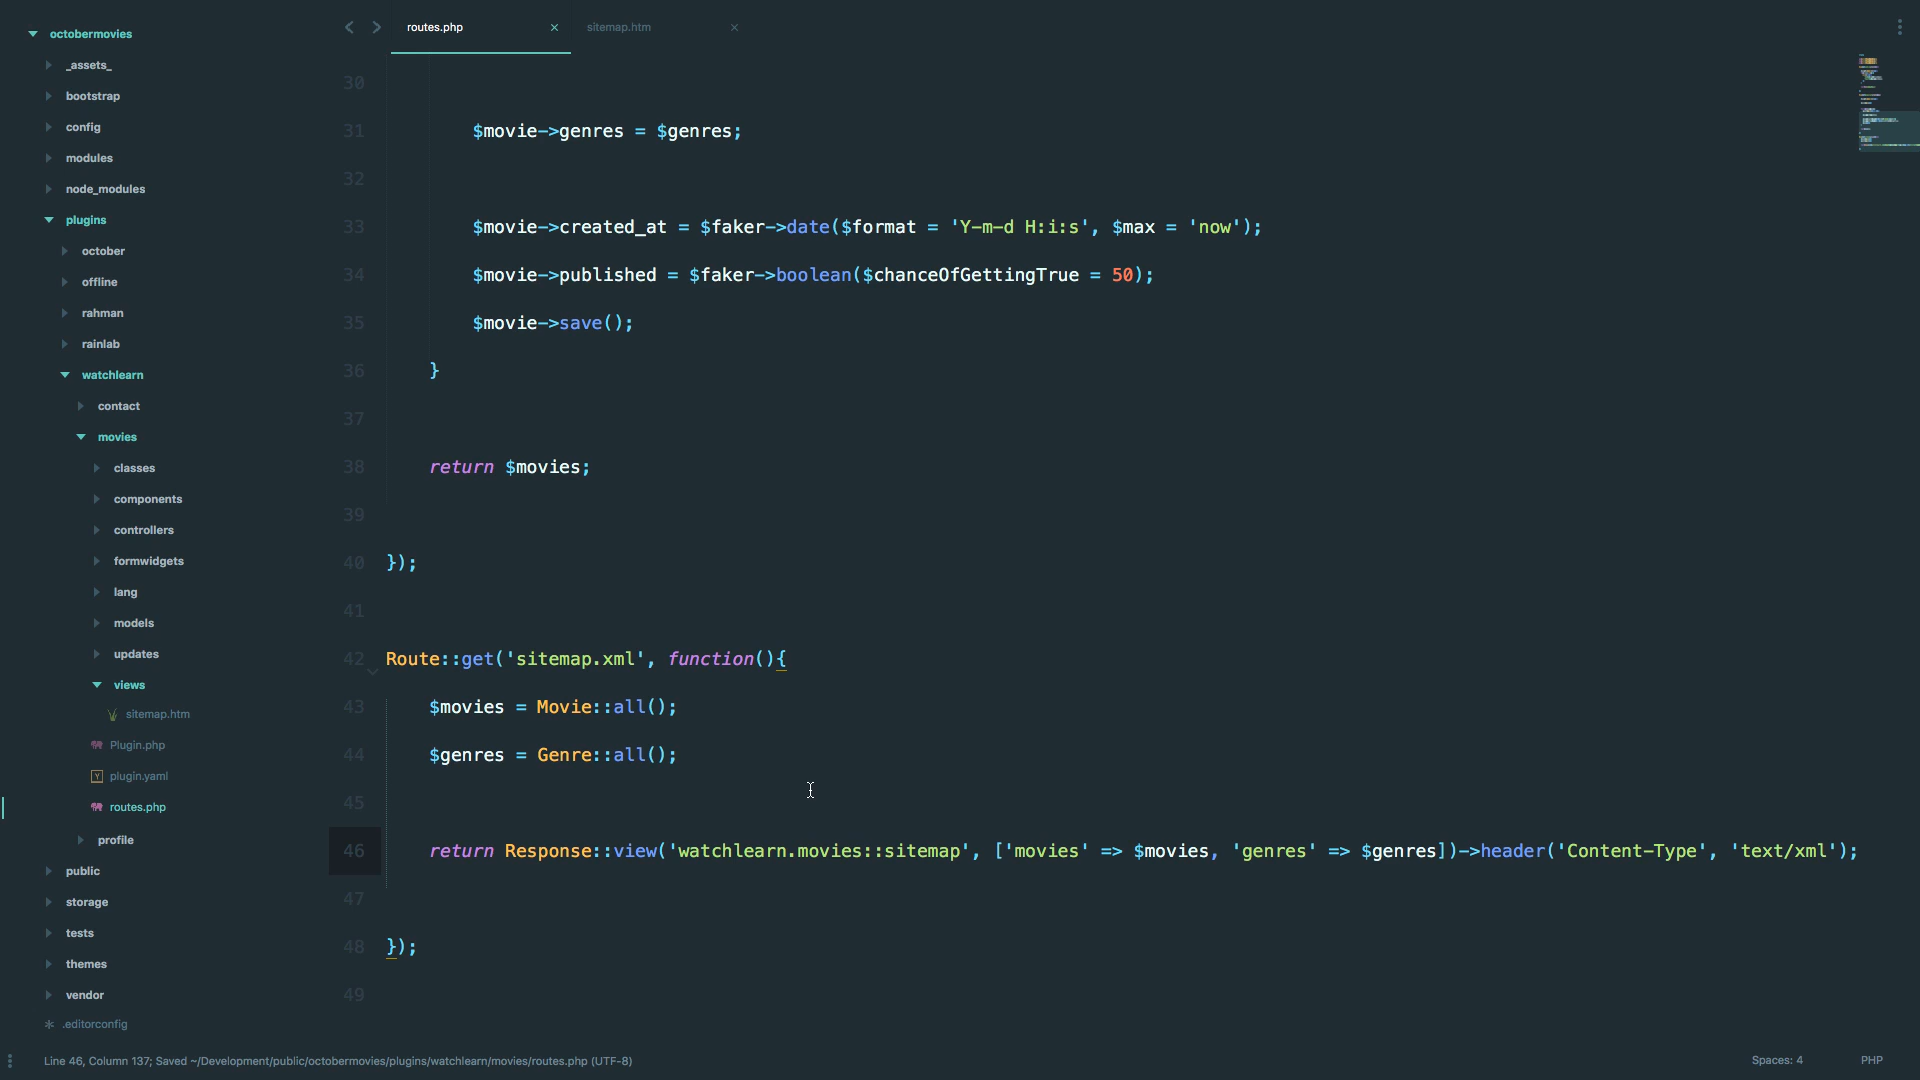 octobermovies
_assets_
bootstrap
config
modules
node_modules
plugins
october
offline
rahman
rainlab
watchlearn
contact
movies
classes
components
controllers
formwidgets
lang
models
updates
views
sitemap.htm
Plugin.php
plugin.yaml
routes.php
profile
public
storage
tests
themes
vendor
.editorconfig
routes.php × sitemap.htm ×
30
31 $movie->genres = $genres;
32
33 $movie->created_at = $faker->date($format = 'Y-m-d H:i:s', $max = 'now');
34 $movie->published = $faker->boolean($chanceOfGettingTrue = 50);
35 $movie->save();
36 }
37
38 return $movies;
39
40 });
41
42 Route::get('sitemap.xml', function(){
43 $movies = Movie::all();
44 $genres = Genre::all();
45
46 return Response::view('watchlearn.movies::sitemap', ['movies' => $movies, 'genres' => $genres])->header('Content-Type', 'text/xml');
47
48 });
49
Line 46, Column 137; Saved ~/Development/public/octobermovies/plugins/watchlearn/movies/routes.php (UTF-8)
Spaces: 4 PHP